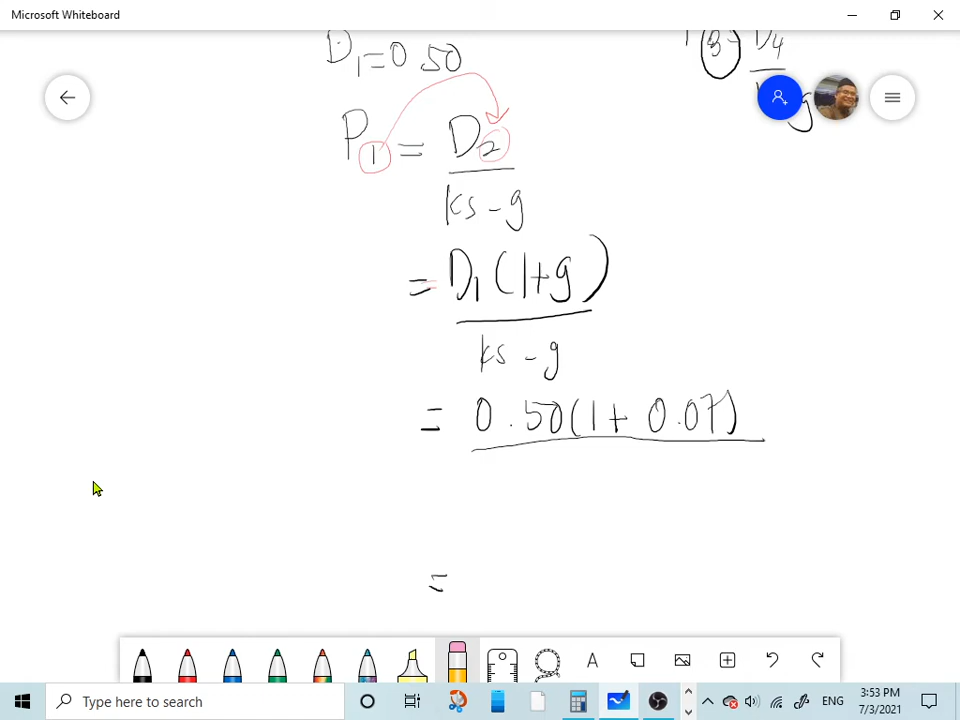 Microsoft Whiteboard
D₁=0.50
P₁ = D₂
ks - g
= D₁(1+g)
ks - g
= 0.50(1+ 0.07)
=
A
Type here to search
ENG
3:53 PM
7/3/2021